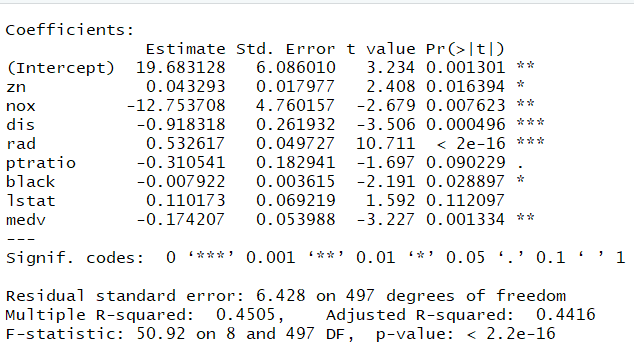 Coefficients:
              Estimate Std. Error t value Pr(>|t|)
(Intercept)  19.683128   6.086010   3.234 0.001301 **
zn            0.043293   0.017977   2.408 0.016394 *
nox         -12.753708   4.760157  -2.679 0.007623 **
dis          -0.918318   0.261932  -3.506 0.000496 ***
rad           0.532617   0.049727  10.711  < 2e-16 ***
ptratio      -0.310541   0.182941  -1.697 0.090229 .
black        -0.007922   0.003615  -2.191 0.028897 *
lstat         0.110173   0.069219   1.592 0.112097
medv         -0.174207   0.053988  -3.227 0.001334 **
---
Signif. codes:  0 ‘***’ 0.001 ‘**’ 0.01 ‘*’ 0.05 ‘.’ 0.1 ‘ ’ 1
Residual standard error: 6.428 on 497 degrees of freedom
Multiple R-squared:  0.4505,    Adjusted R-squared:  0.4416
F-statistic: 50.92 on 8 and 497 DF,  p-value: < 2.2e-16